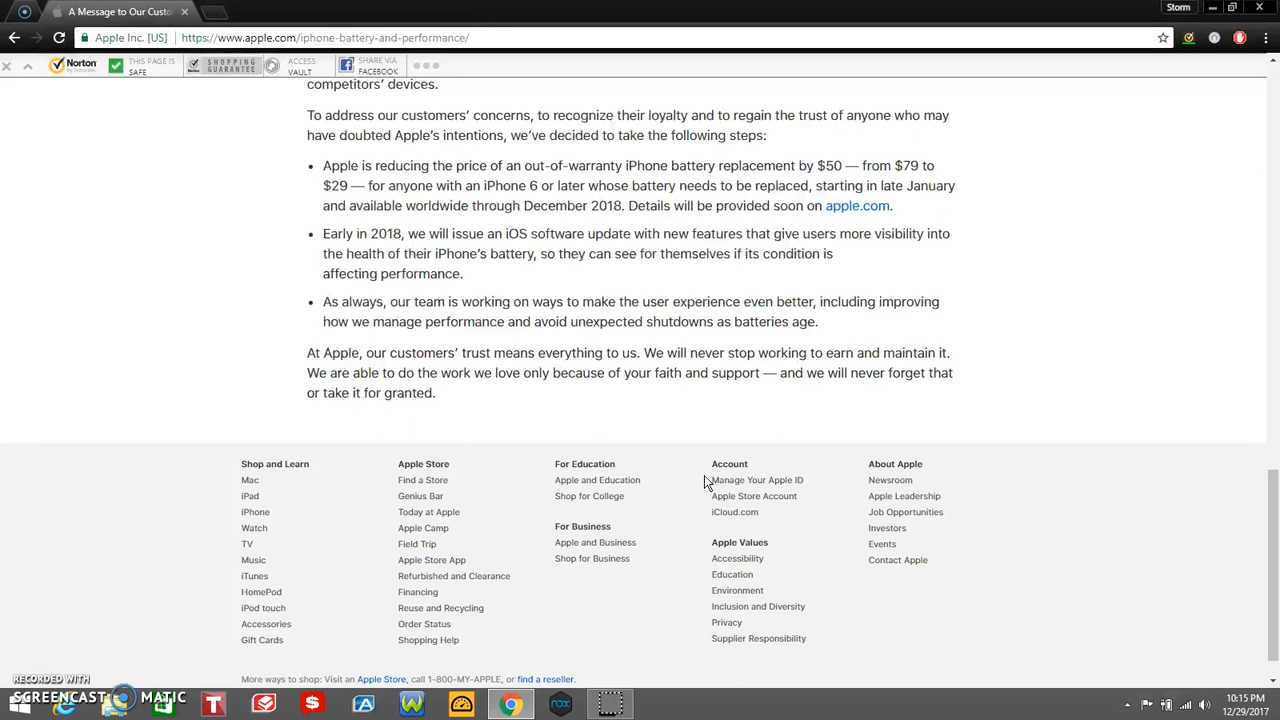 A Message to Our Custo
Storm
Apple Inc. [US]
https://www.apple.com/iphone-battery-and-performance/
Norton
by Symantec
THIS PAGE IS
SAFE
Norton
SHOPPING
GUARANTEE
ACCESS
VAULT
SHARE VIA
FACEBOOK
competitors' devices.
To address our customers' concerns, to recognize their loyalty and to regain the trust of anyone who may
have doubted Apple's intentions, we've decided to take the following steps:
• Apple is reducing the price of an out-of-warranty iPhone battery replacement by $50 — from $79 to
$29 — for anyone with an iPhone 6 or later whose battery needs to be replaced, starting in late January
and available worldwide through December 2018. Details will be provided soon on apple.com.
• Early in 2018, we will issue an iOS software update with new features that give users more visibility into
the health of their iPhone's battery, so they can see for themselves if its condition is
affecting performance.
• As always, our team is working on ways to make the user experience even better, including improving
how we manage performance and avoid unexpected shutdowns as batteries age.
At Apple, our customers' trust means everything to us. We will never stop working to earn and maintain it.
We are able to do the work we love only because of your faith and support — and we will never forget that
or take it for granted.
Shop and Learn
Mac
iPad
iPhone
Watch
TV
Music
iTunes
HomePod
iPod touch
Accessories
Gift Cards
Apple Store
Find a Store
Genius Bar
Today at Apple
Apple Camp
Field Trip
Apple Store App
Refurbished and Clearance
Financing
Reuse and Recycling
Order Status
Shopping Help
For Education
Apple and Education
Shop for College
For Business
Apple and Business
Shop for Business
Account
Manage Your Apple ID
Apple Store Account
iCloud.com
Apple Values
Accessibility
Education
Environment
Inclusion and Diversity
Privacy
Supplier Responsibility
About Apple
Newsroom
Apple Leadership
Job Opportunities
Investors
Events
Contact Apple
More ways to shop: Visit an Apple Store, call 1-800-MY-APPLE, or find a reseller.
RECORDED WITH
SCREENCAST MATIC
nox
10:15 PM
12/29/2017